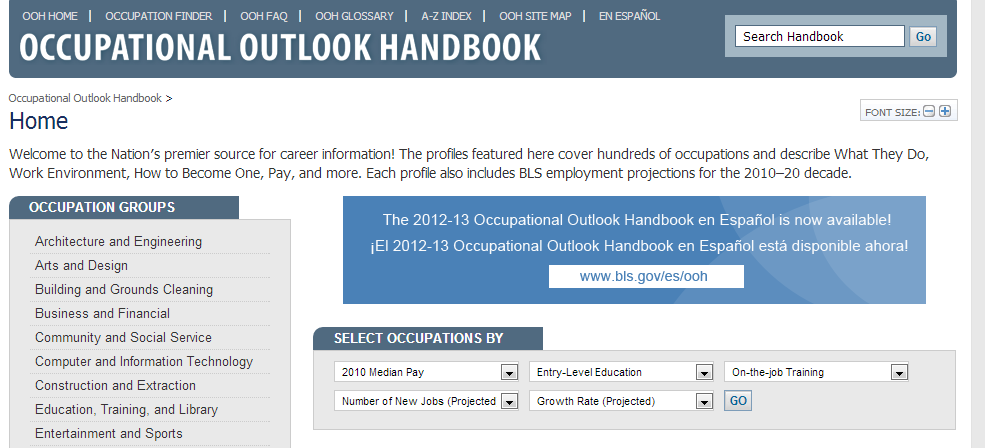 OOH HOME | OCCUPATION FINDER | OOH FAQ | OOH GLOSSARY | A-Z INDEX | OOH SITE MAP | EN ESPAÑOL
OCCUPATIONAL OUTLOOK HANDBOOK
Search Handbook Go
Occupational Outlook Handbook >
FONT SIZE:
Home
Welcome to the Nation's premier source for career information! The profiles featured here cover hundreds of occupations and describe What They Do,
Work Environment, How to Become One, Pay, and more. Each profile also includes BLS employment projections for the 2010–20 decade.
OCCUPATION GROUPS
Architecture and Engineering
Arts and Design
Building and Grounds Cleaning
Business and Financial
Community and Social Service
Computer and Information Technology
Construction and Extraction
Education, Training, and Library
Entertainment and Sports
The 2012-13 Occupational Outlook Handbook en Español is now available!
¡El 2012-13 Occupational Outlook Handbook en Español está disponible ahora!
www.bls.gov/es/ooh
SELECT OCCUPATIONS BY
2010 Median Pay Entry-Level Education On-the-job Training
Number of New Jobs (Projected Growth Rate (Projected) GO